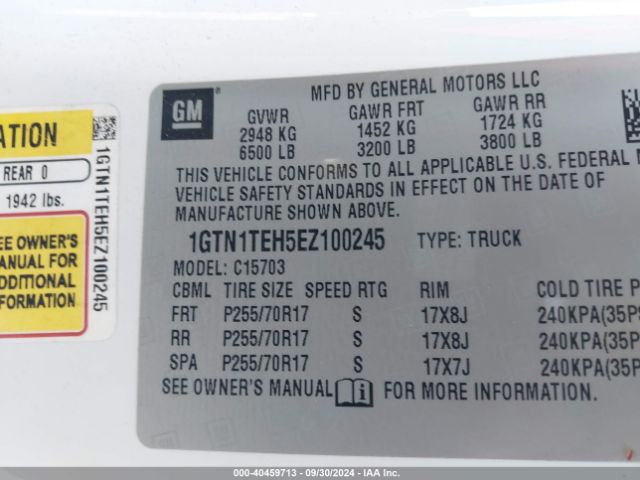 ATION
REAR 0
1942 lbs.
EE OWNER'S
ANUAL FOR
DDITIONAL
FORMATION
1GTN1TEH5EZ100245
GM
MFD BY GENERAL MOTORS LLC
GVWR GAWR FRT GAWR RR
2948 KG 1452 KG 1724 KG
6500 LB 3200 LB 3800 LB
THIS VEHICLE CONFORMS TO ALL APPLICABLE U.S. FEDERAL M
VEHICLE SAFETY STANDARDS IN EFFECT ON THE DATE OF
MANUFACTURE SHOWN ABOVE.
1GTN1TEH5EZ100245 TYPE: TRUCK
MODEL: C15703
CBML TIRE SIZE SPEED RTG RIM COLD TIRE P
FRT P255/70R17 S 17X8J 240KPA(35PS
RR P255/70R17 S 17X8J 240KPA(35P
SPA P255/70R17 S 17X7J 240KPA(35P
SEE OWNER'S MANUAL FOR MORE INFORMATION.
000-40459713 - 09/30/2024 - IAA Inc.